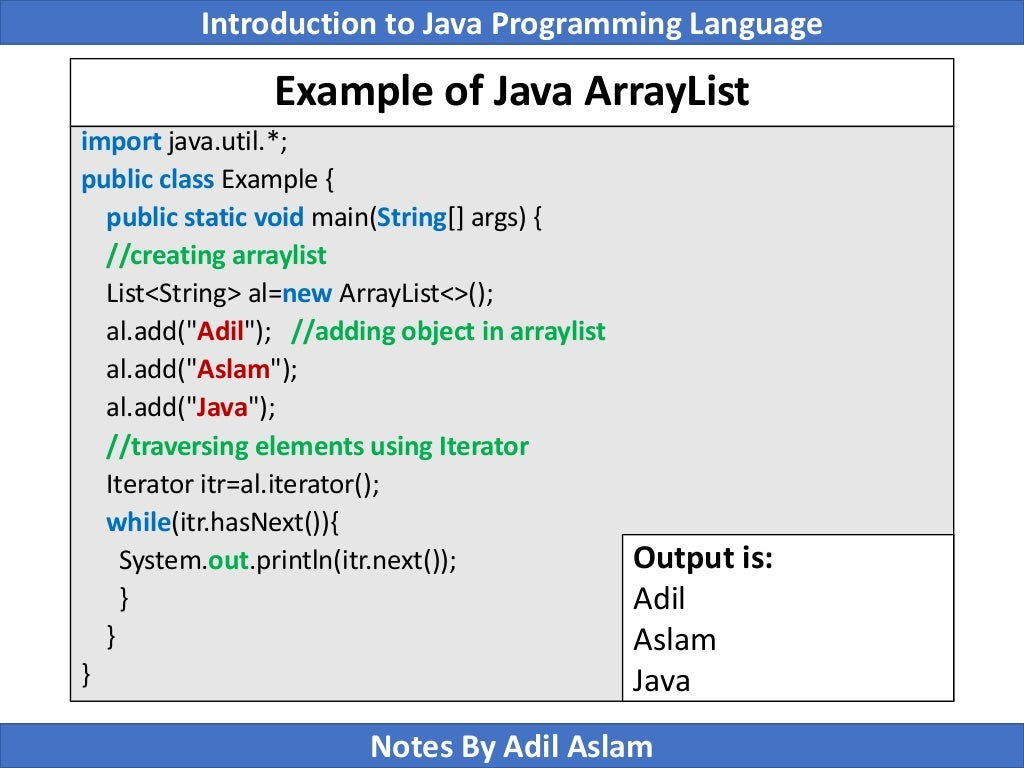 Introduction to Java Programming Language
Example of Java ArrayList
import java.util.*;
public class Example {
public static void main(String[] args) {
//creating arraylist
List<String> al=new ArrayList<>();
al.add("Adil"); //adding object in arraylist
al.add("Aslam");
al.add("Java");
//traversing elements using Iterator
Iterator itr=al.iterator();
while(itr.hasNext()){
System.out.println(itr.next());
}
}
}
Output is:
Adil
Aslam
Java
Notes By Adil Aslam